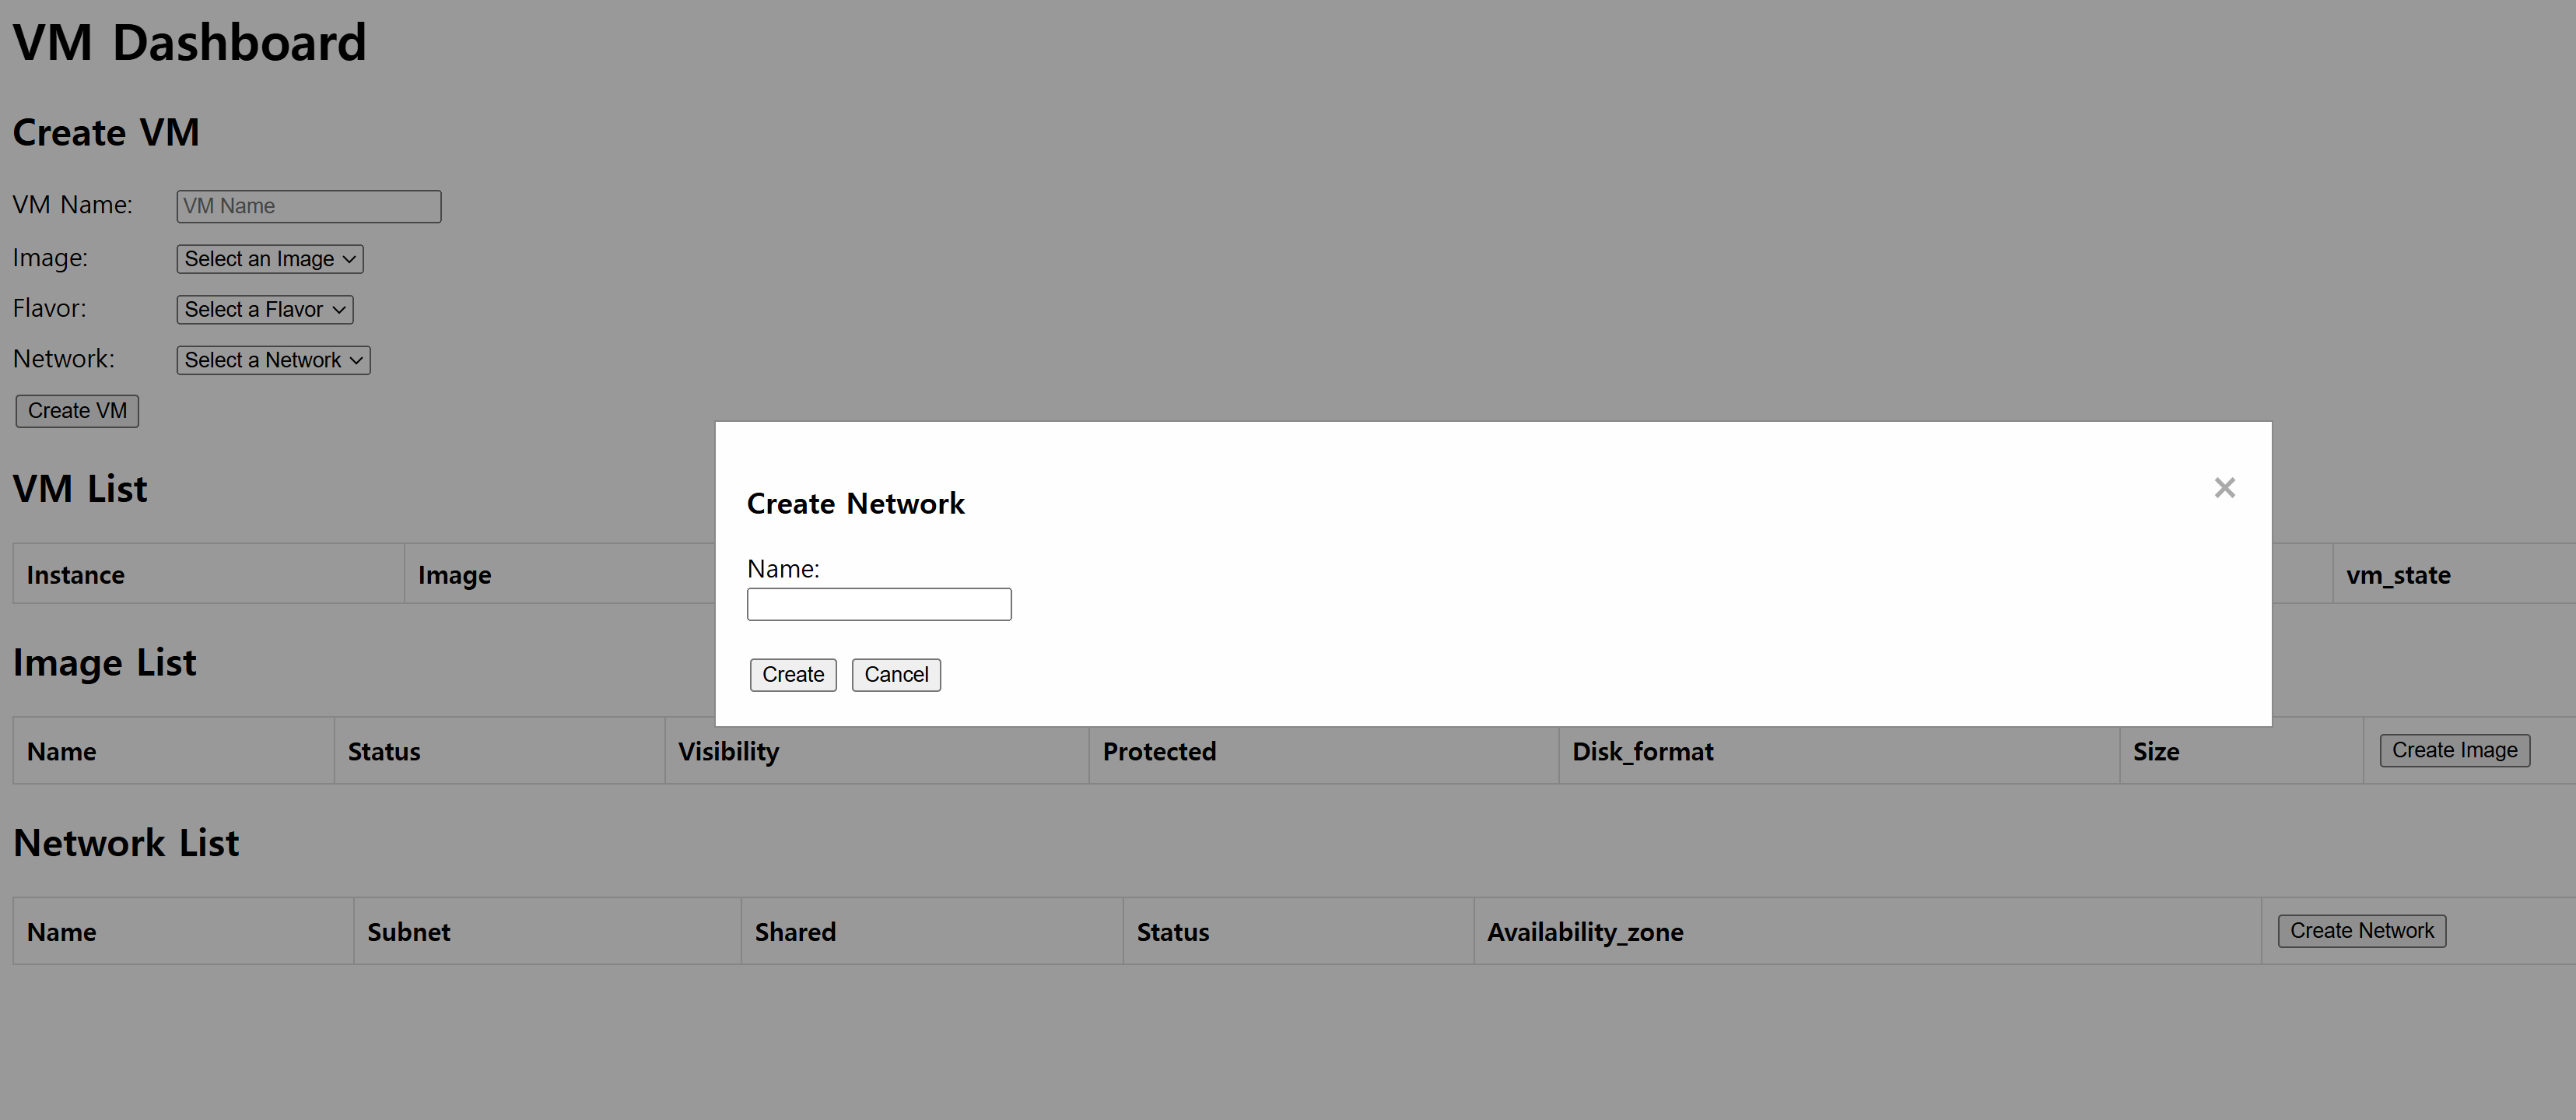 VM Dashboard
Create VM
VM Name: VM Name
Image: Select an Image
Flavor: Select a Flavor
Network: Select a Network
Create VM
VM List
Instance Image vm_state
Create Network ×
Name:
Create Cancel
Image List
Name Status Visibility Protected Disk_format Size Create Image
Network List
Name Subnet Shared Status Availability_zone Create Network